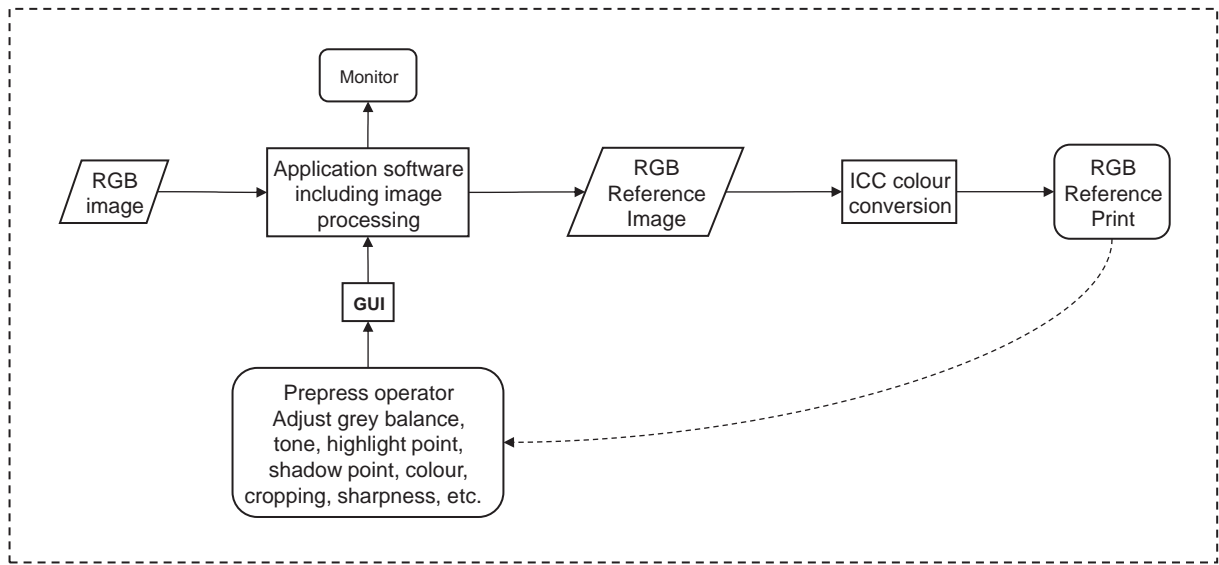 Monitor
RGB
image
Application software
including image
processing
RGB
Reference
Image
ICC colour
conversion
RGB
Reference
Print
GUI
Prepress operator
Adjust grey balance,
tone, highlight point,
shadow point, colour,
cropping, sharpness, etc.